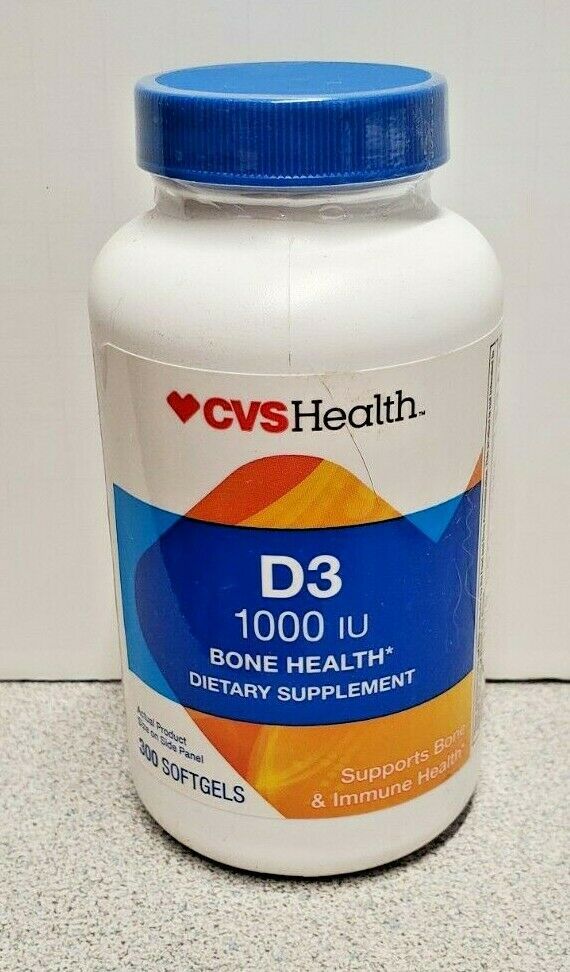 CVSHealth™
D3
1000 IU
BONE HEALTH*
DIETARY SUPPLEMENT
Actual Product
Size on Side Panel
300 SOFTGELS
Supports Bone
& Immune Health*